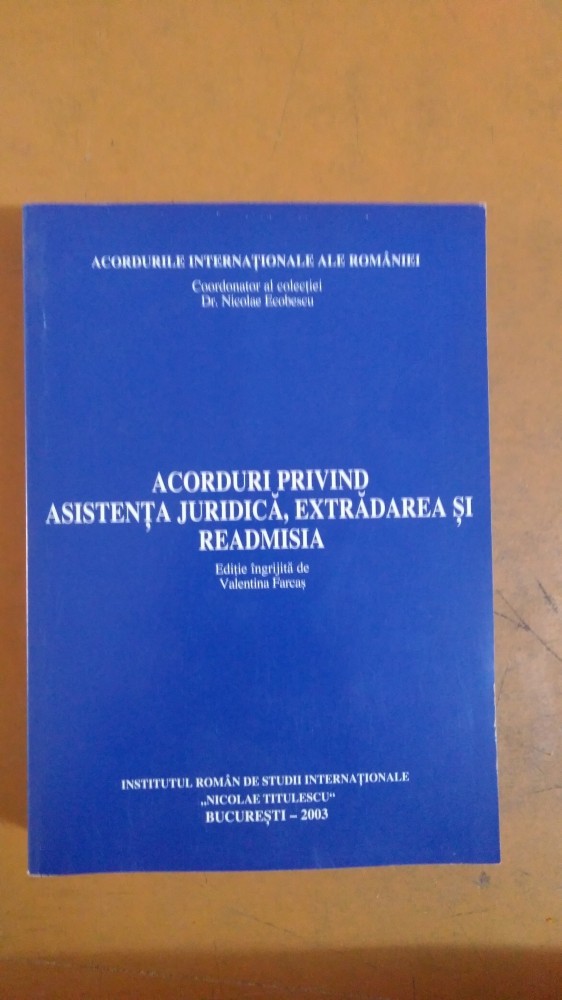 ACORDURILE INTERNAȚIONALE ALE ROMÂNIEI
Coordonator al colecției
Dr. Nicolae Ecobescu
ACORDURI PRIVIND
ASISTENȚA JURIDICĂ, EXTRĂDAREA ȘI
READMISIA
Ediție îngrijită de
Valentina Farcaș
INSTITUTUL ROMÂN DE STUDII INTERNAȚIONALE
„NICOLAE TITULESCU“
BUCUREȘTI – 2003